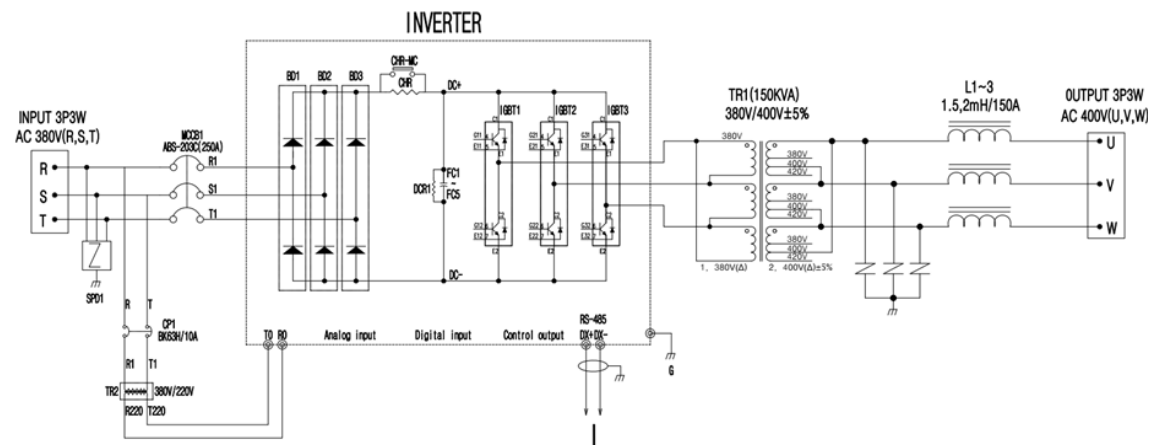 INVERTER
INPUT 3P3W
AC 380V(R,S,T)
R
S
T
MCCB1
ABS-203C(250A)
R1
S1
T1
SPD1
R
T
CP1
BK63H/10A
R1
T1
TR2
380V/220V
R220
T220
BD1
BD2
BD3
CHR-MC
CHR
DC+
DCR1
FC1
~
FC5
DC-
IGBT1
IGBT2
IGBT3
T0
R0
Analog input
Digital input
Control output
RS-485
DX+
DX-
G
TR1(150KVA)
380V/400V±5%
380V
380V
400V
420V
380V
400V
420V
380V
400V
420V
1, 380V(Δ)
2, 400V(Δ)±5%
L1~3
1.5,2mH/150A
OUTPUT 3P3W
AC 400V(U,V,W)
U
V
W